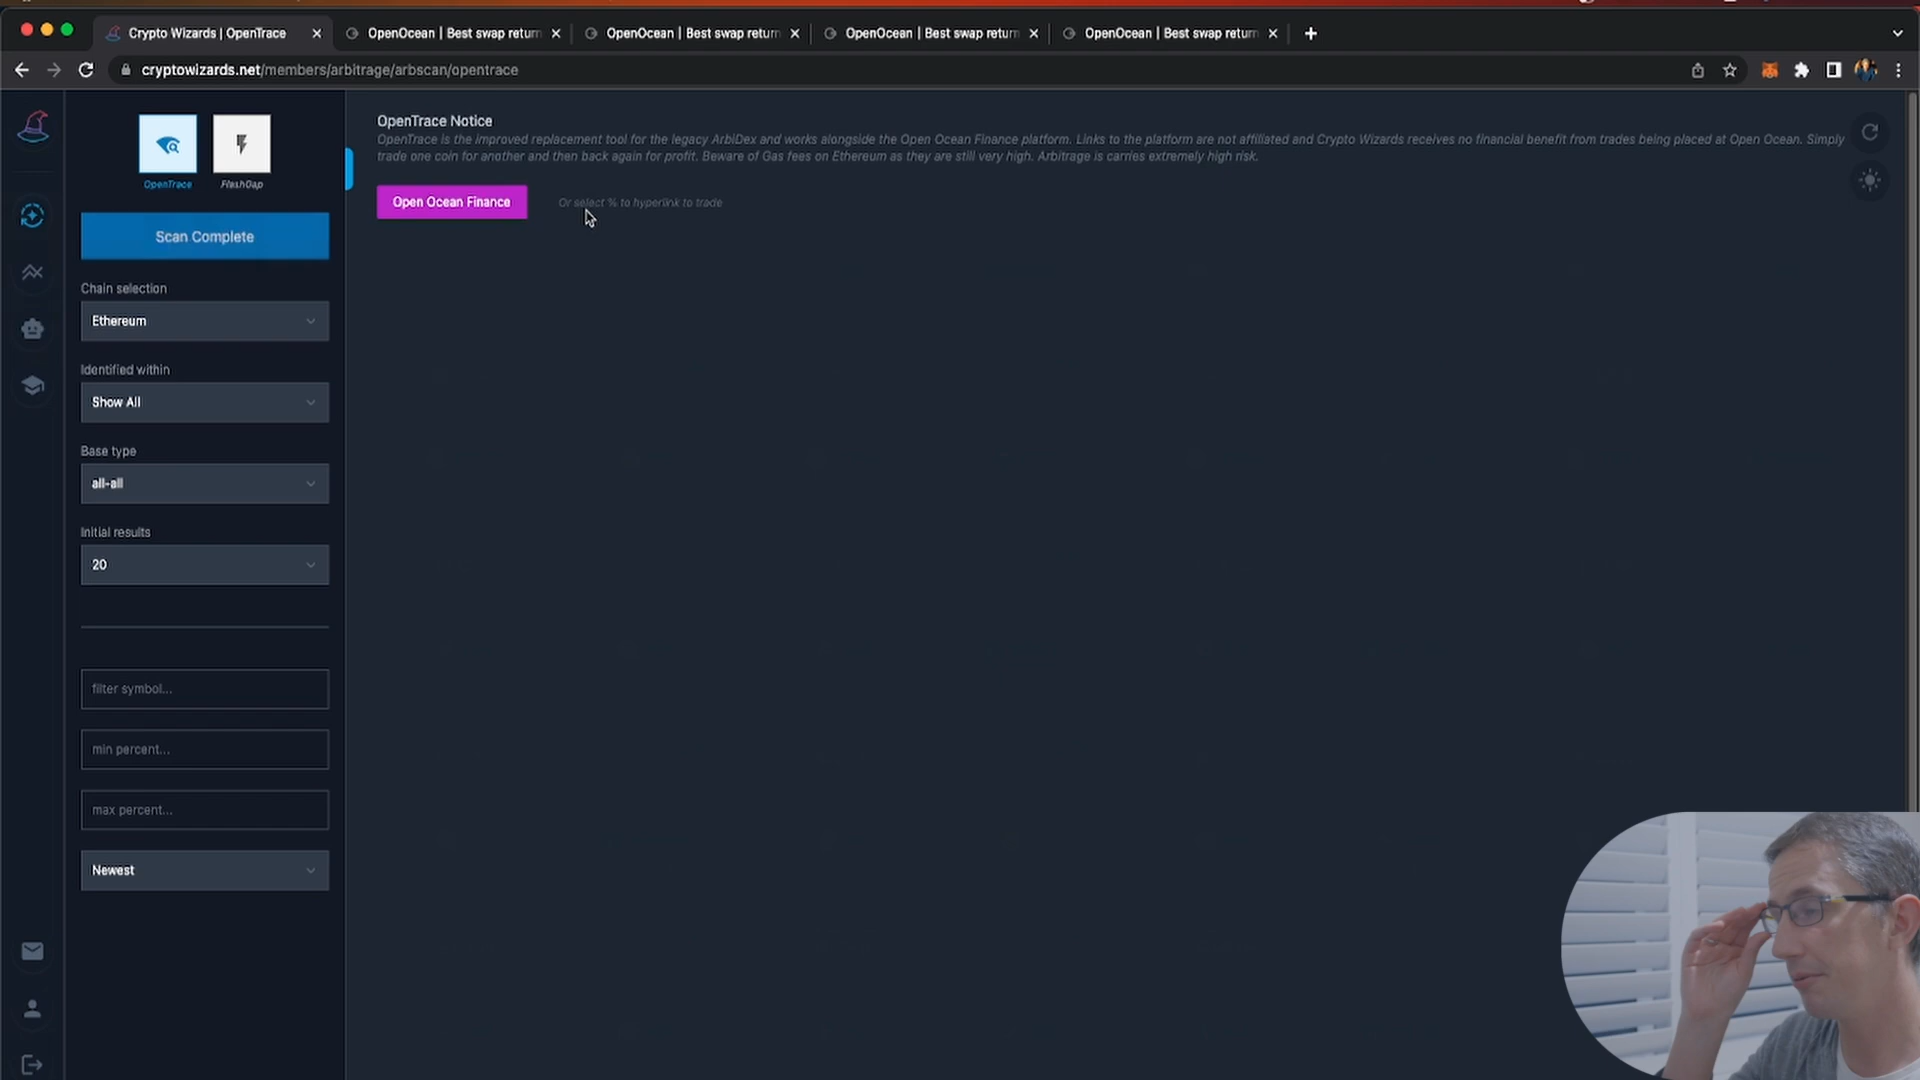 Crypto Wizards | OpenTrace
OpenOcean | Best swap return
OpenOcean | Best swap return
OpenOcean | Best swap return
OpenOcean | Best swap return
cryptowizards.net/members/arbitrage/arbscan/opentrace
OpenTrace
FlashGap
Scan Complete
Chain selection
Ethereum
Identified within
Show All
Base type
all-all
Initial results
20
filter symbol...
min percent...
max percent...
Newest
OpenTrace Notice
OpenTrace is the improved replacement tool for the legacy ArbiDex and works alongside the Open Ocean Finance platform. Links to the platform are not affiliated and Crypto Wizards receives no financial benefit from trades being placed at Open Ocean. Simply
trade one coin for another and then back again for profit. Beware of Gas fees on Ethereum as they are still very high. Arbitrage is carries extremely high risk.
Open Ocean Finance
Or select % to hyperlink to trade